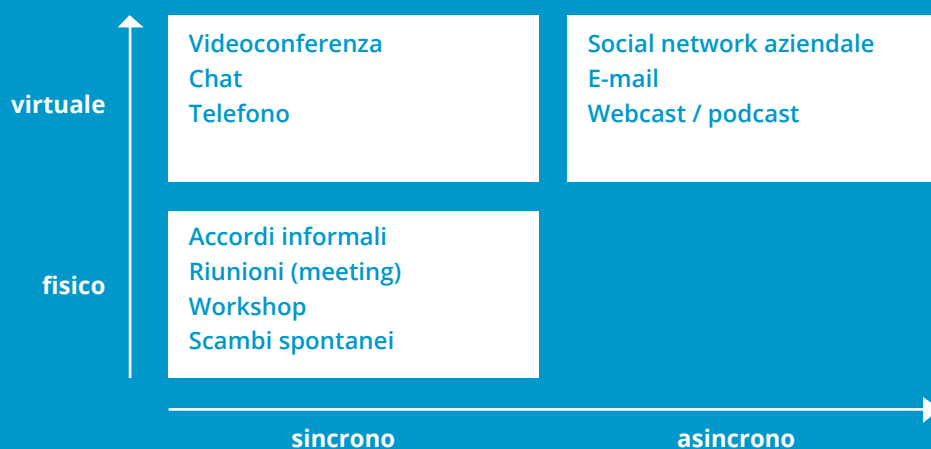 virtuale
Videoconferenza
Chat
Telefono
Social network aziendale
E-mail
Webcast / podcast
fisico
Accordi informali
Riunioni (meeting)
Workshop
Scambi spontanei
sincrono
asincrono